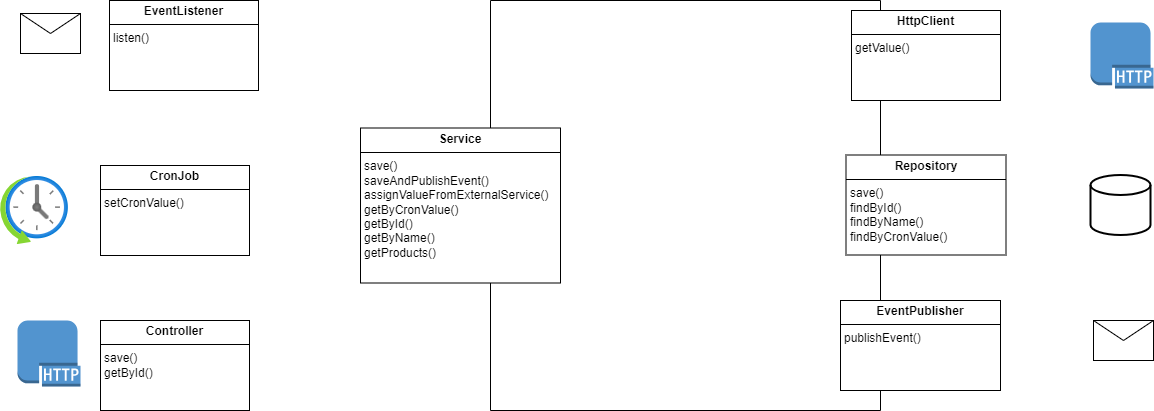 EventListener
listen()
HttpClient
getValue()
HTTP
Service
save()
saveAndPublishEvent()
assignValueFromExternalService()
getByCronValue()
getById()
getByName()
getProducts()
CronJob
setCronValue()
Repository
save()
findById()
findByName()
findByCronValue()
Controller
save()
getById()
HTTP
EventPublisher
publishEvent()